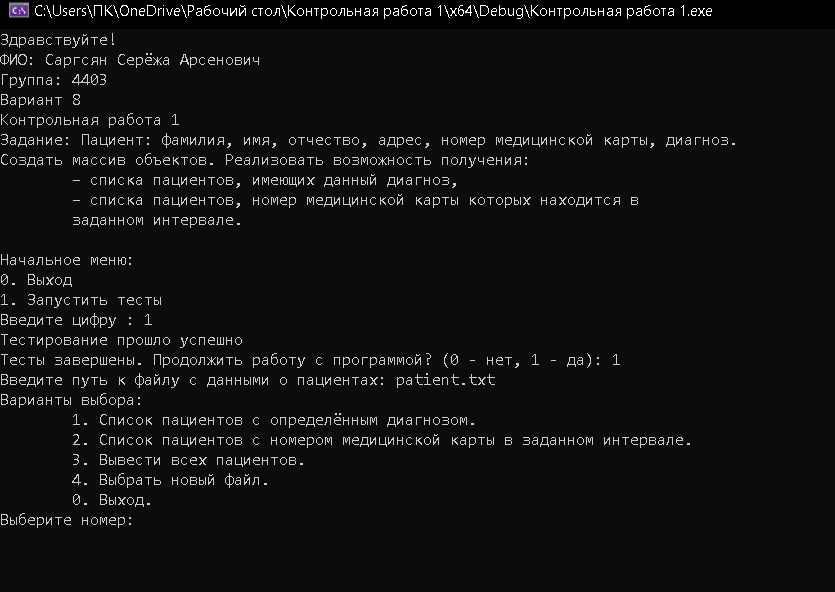 C:\Users\ПК\OneDrive\Рабочий стол\Контрольная работа 1\x64\Debug\Контрольная работа 1.exe
Здравствуйте!
ФИО: Саргсян Серёжа Арсенович
Группа: 4403
Вариант 8
Контрольная работа 1
Задание: Пациент: фамилия, имя, отчество, адрес, номер медицинской карты, диагноз.
Создать массив объектов. Реализовать возможность получения:
– списка пациентов, имеющих данный диагноз,
– списка пациентов, номер медицинской карты которых находится в
заданном интервале.
Начальное меню:
0. Выход
1. Запустить тесты
Введите цифру : 1
Тестирование прошло успешно
Тесты завершены. Продолжить работу с программой? (0 - нет, 1 - да): 1
Введите путь к файлу с данными о пациентах: patient.txt
Варианты выбора:
1. Список пациентов с определённым диагнозом.
2. Список пациентов с номером медицинской карты в заданном интервале.
3. Вывести всех пациентов.
4. Выбрать новый файл.
0. Выход.
Выберите номер: